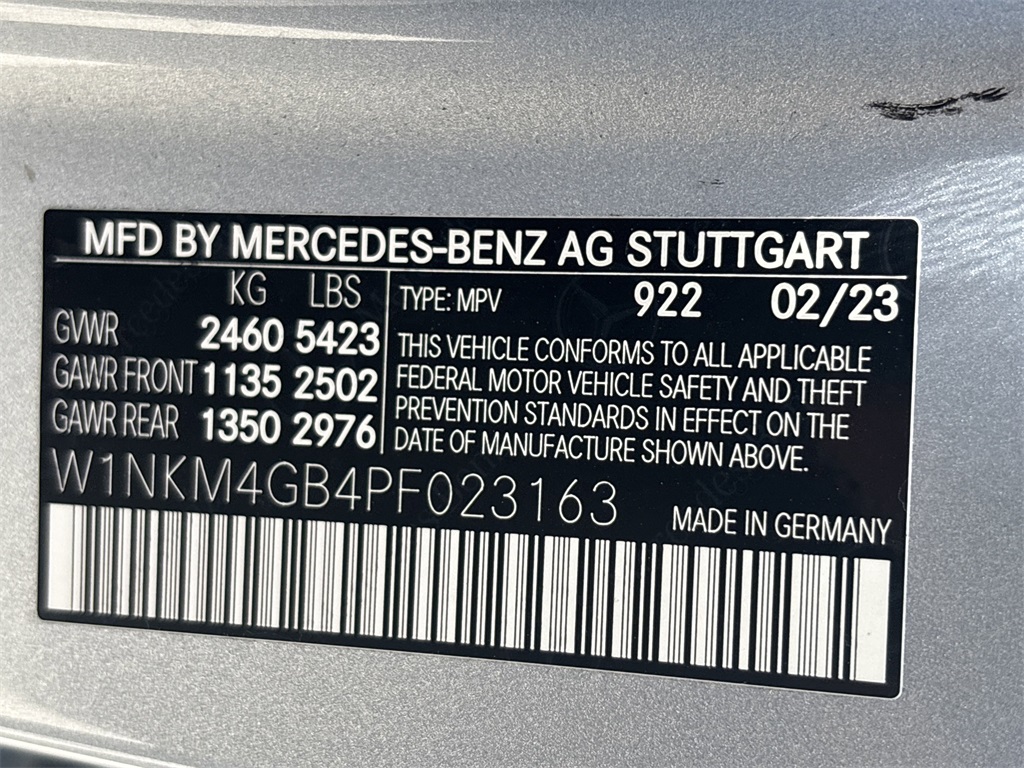 MFD BY MERCEDES-BENZ AG STUTTGART
KG LBS
GVWR 2460 5423
GAWR FRONT 1135 2502
GAWR REAR 1350 2976
TYPE: MPV 922 02/23
THIS VEHICLE CONFORMS TO ALL APPLICABLE
FEDERAL MOTOR VEHICLE SAFETY AND THEFT
PREVENTION STANDARDS IN EFFECT ON THE
DATE OF MANUFACTURE SHOWN ABOVE.
W1NKM4GB4PF023163
MADE IN GERMANY